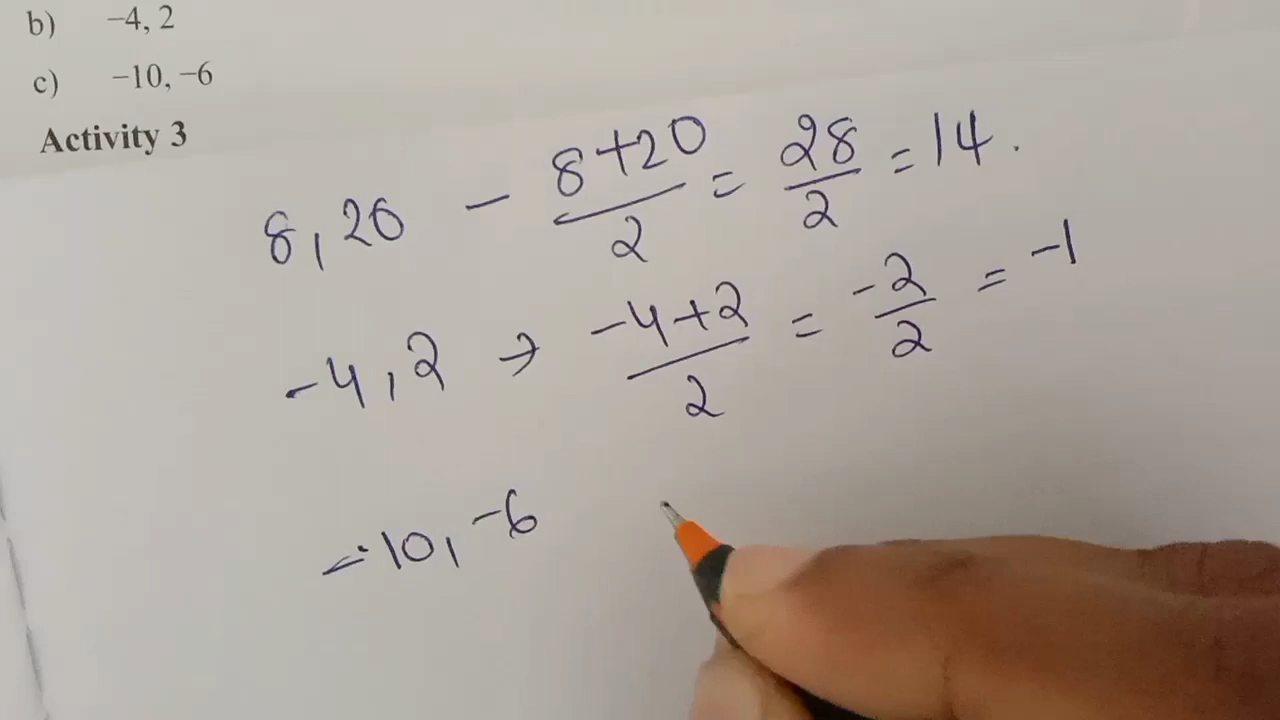 b) −4, 2
c) −10, −6
Activity 3
8, 20 - 8+20/2 = 28/2 = 14.
-4, 2 → -4+2/2 = -2/2 = -1
-10, -6